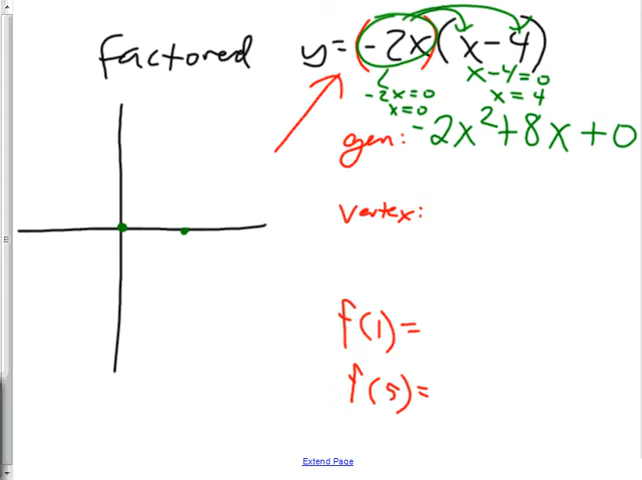 factored y = (-2x)(x-4)
x-4=0
-2x=0 x=4
x=0
gen: -2x²+8x+0
Vertex:
f(1)=
f(5)=
Extend Page